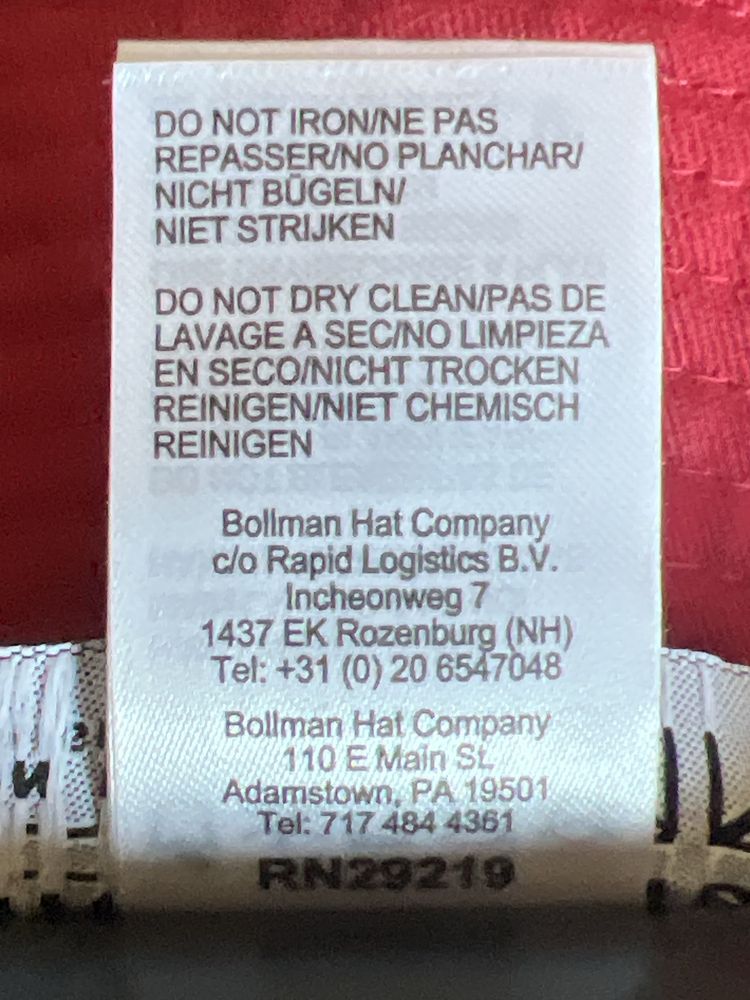 DO NOT IRON/NE PAS
REPASSER/NO PLANCHAR/
NICHT BÜGELN/
NIET STRIJKEN
DO NOT DRY CLEAN/PAS DE
LAVAGE A SEC/NO LIMPIEZA
EN SECO/NICHT TROCKEN
REINIGEN/NIET CHEMISCH
REINIGEN
Bollman Hat Company
c/o Rapid Logistics B.V.
Incheonweg 7
1437 EK Rozenburg (NH)
Tel: +31 (0) 20 6547048
Bollman Hat Company
110 E Main St.
Adamstown, PA 19501
Tel: 717 484 4361
RN29219